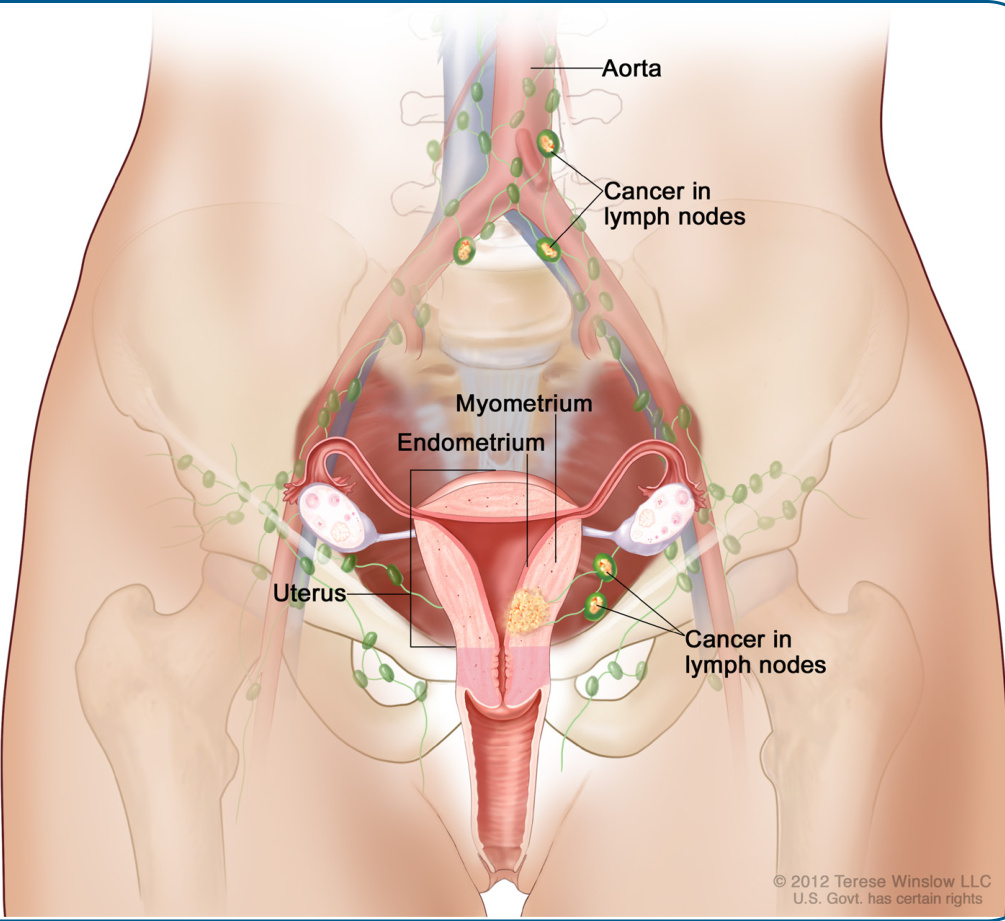 Aorta
Cancer in
lymph nodes
Myometrium
Endometrium
Uterus
Cancer in
lymph nodes
© 2012 Terese Winslow LLC
U.S. Govt. has certain rights